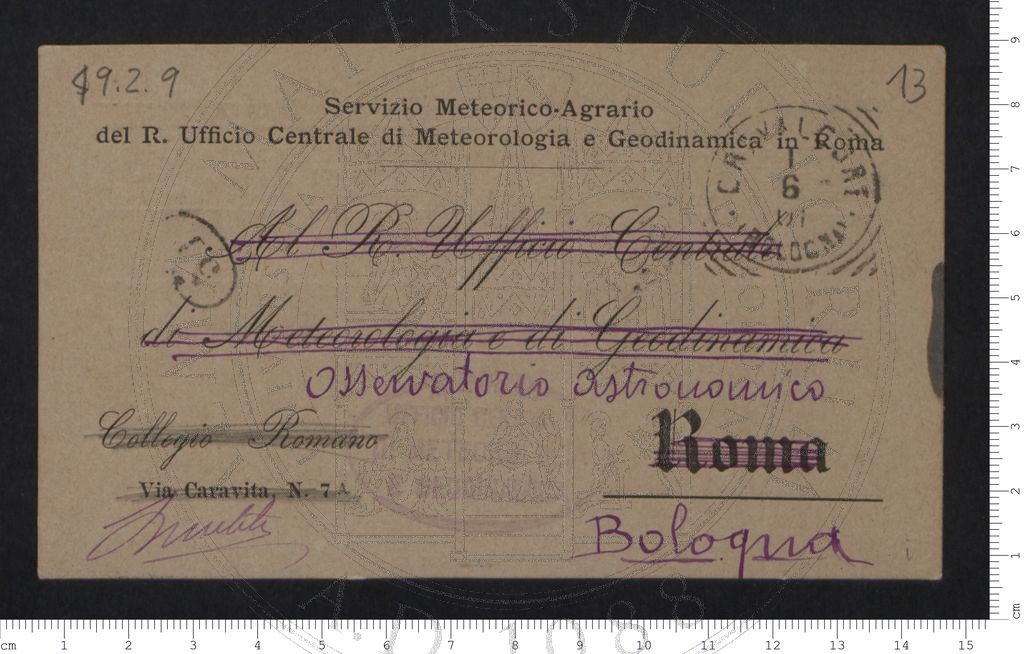 49.2.9
13
Servizio Meteorico-Agrario
del R. Ufficio Centrale di Meteorologia e Geodinamica in Roma
Al R. Ufficio Centrale
di Meteorologia e di Geodinamica
Osservatorio Astronomico
Collegio Romano
Roma
Via Caravita, N. 7 A
Bologna